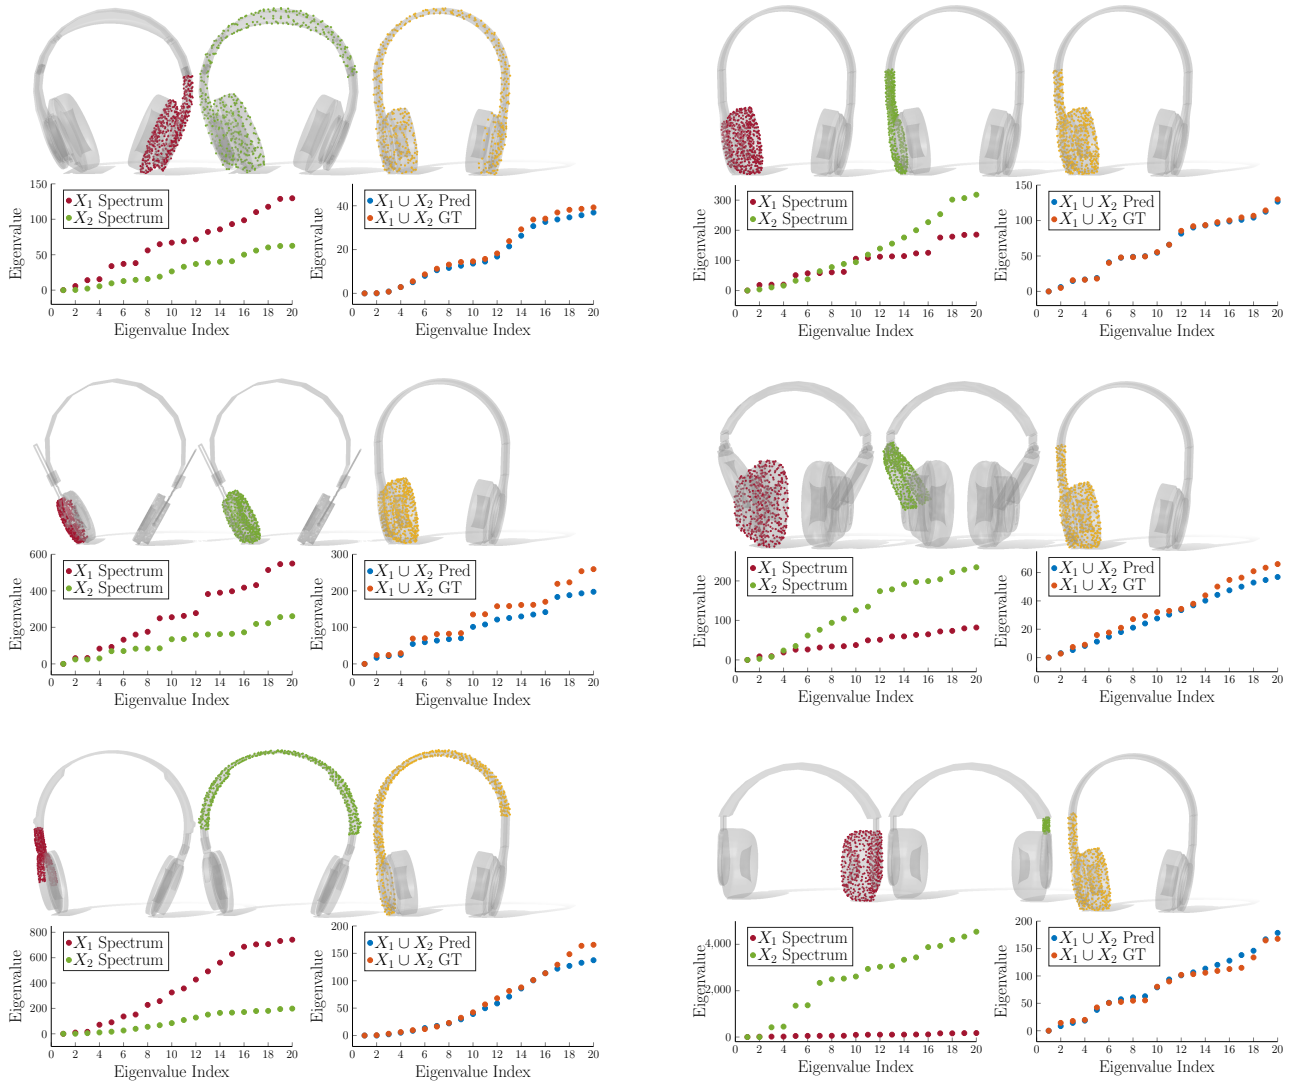 150
100
50
0
Eigenvalue
X₁ Spectrum
X₂ Spectrum
0 2 4 6 8 10 12 14 16 18 20
Eigenvalue Index
40
20
0
Eigenvalue
X₁ ∪ X₂ Pred
X₁ ∪ X₂ GT
0 2 4 6 8 10 12 14 16 18 20
Eigenvalue Index
300
200
100
0
Eigenvalue
X₁ Spectrum
X₂ Spectrum
0 2 4 6 8 10 12 14 16 18 20
Eigenvalue Index
150
100
50
0
Eigenvalue
X₁ ∪ X₂ Pred
X₁ ∪ X₂ GT
0 2 4 6 8 10 12 14 16 18 20
Eigenvalue Index
600
400
200
0
Eigenvalue
X₁ Spectrum
X₂ Spectrum
0 2 4 6 8 10 12 14 16 18 20
Eigenvalue Index
300
200
100
0
Eigenvalue
X₁ ∪ X₂ Pred
X₁ ∪ X₂ GT
0 2 4 6 8 10 12 14 16 18 20
Eigenvalue Index
200
100
0
Eigenvalue
X₁ Spectrum
X₂ Spectrum
0 2 4 6 8 10 12 14 16 18 20
Eigenvalue Index
60
40
20
0
Eigenvalue
X₁ ∪ X₂ Pred
X₁ ∪ X₂ GT
0 2 4 6 8 10 12 14 16 18 20
Eigenvalue Index
800
600
400
200
0
Eigenvalue
X₁ Spectrum
X₂ Spectrum
0 2 4 6 8 10 12 14 16 18 20
Eigenvalue Index
200
150
100
50
0
Eigenvalue
X₁ ∪ X₂ Pred
X₁ ∪ X₂ GT
0 2 4 6 8 10 12 14 16 18 20
Eigenvalue Index
4,000
2,000
0
Eigenvalue
X₁ Spectrum
X₂ Spectrum
0 2 4 6 8 10 12 14 16 18 20
Eigenvalue Index
200
150
100
50
0
Eigenvalue
X₁ ∪ X₂ Pred
X₁ ∪ X₂ GT
0 2 4 6 8 10 12 14 16 18 20
Eigenvalue Index